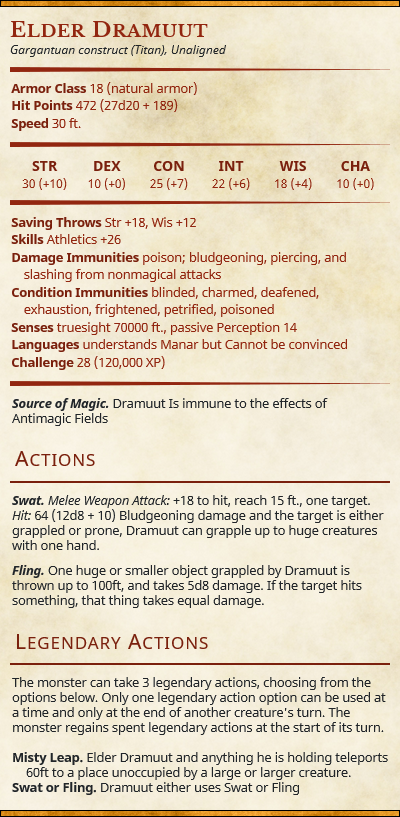 Elder Dramuut
Gargantuan construct (Titan), Unaligned
Armor Class 18 (natural armor)
Hit Points 472 (27d20 + 189)
Speed 30 ft.
STR DEX CON INT WIS CHA
30 (+10) 10 (+0) 25 (+7) 22 (+6) 18 (+4) 10 (+0)
Saving Throws Str +18, Wis +12
Skills Athletics +26
Damage Immunities poison; bludgeoning, piercing, and
slashing from nonmagical attacks
Condition Immunities blinded, charmed, deafened,
exhaustion, frightened, petrified, poisoned
Senses truesight 70000 ft., passive Perception 14
Languages understands Manar but Cannot be convinced
Challenge 28 (120,000 XP)
Source of Magic. Dramuut Is immune to the effects of
Antimagic Fields
Actions
Swat. Melee Weapon Attack: +18 to hit, reach 15 ft., one target.
Hit: 64 (12d8 + 10) Bludgeoning damage and the target is either
grappled or prone, Dramuut can grapple up to huge creatures
with one hand.
Fling. One huge or smaller object grappled by Dramuut is
thrown up to 100ft, and takes 5d8 damage. If the target hits
something, that thing takes equal damage.
Legendary Actions
The monster can take 3 legendary actions, choosing from the
options below. Only one legendary action option can be used at
a time and only at the end of another creature's turn. The
monster regains spent legendary actions at the start of its turn.
Misty Leap. Elder Dramuut and anything he is holding teleports
60ft to a place unoccupied by a large or larger creature.
Swat or Fling. Dramuut either uses Swat or Fling